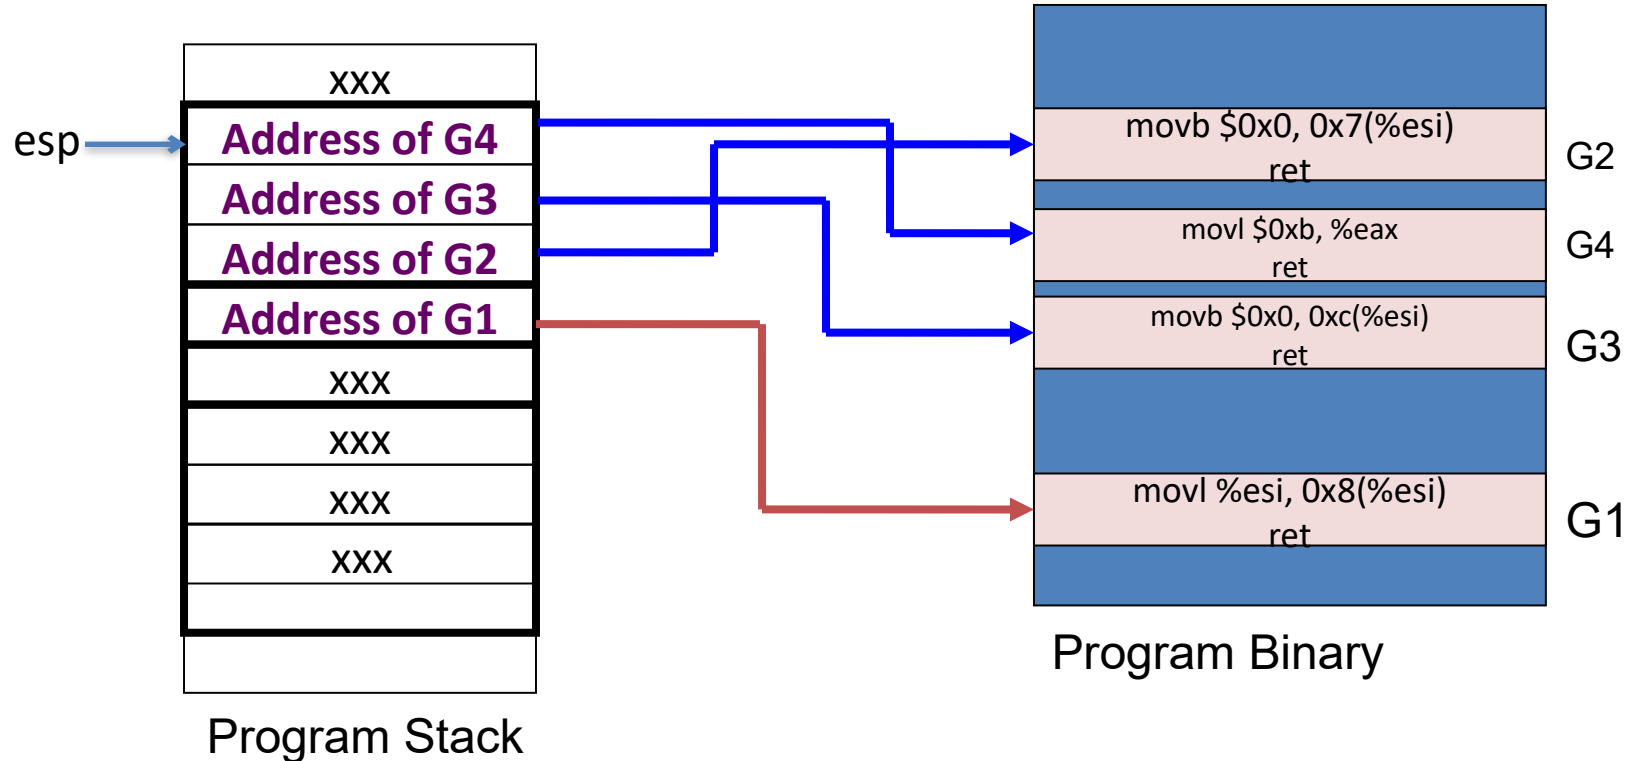 xxx
esp
Address of G4
Address of G3
Address of G2
Address of G1
xxx
xxx
xxx
xxx
Program Stack
movb $0x0, 0x7(%esi)
ret
G2
movl $0xb, %eax
ret
G4
movb $0x0, 0xc(%esi)
ret
G3
movl %esi, 0x8(%esi)
ret
G1
Program Binary